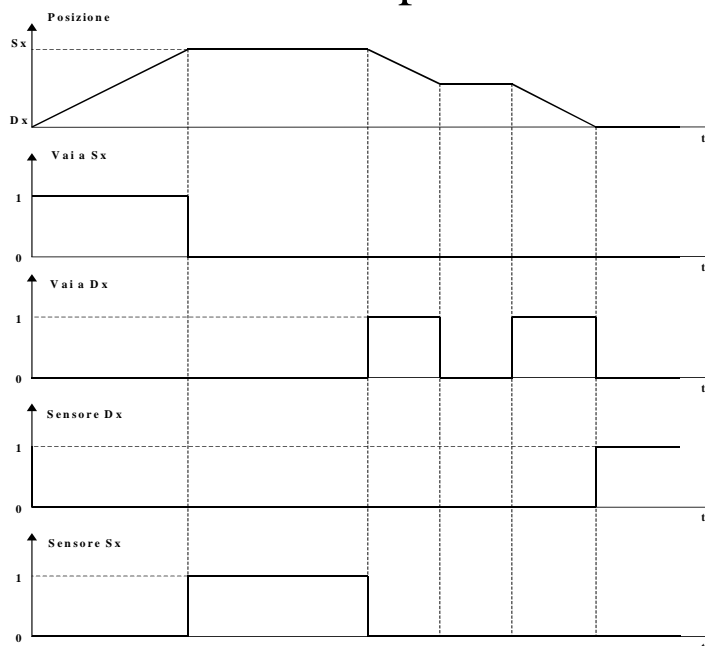 Posizione
Sx
Dx
t
Vai a Sx
1
0
t
Vai a Dx
1
0
t
Sensore Dx
1
0
t
Sensore Sx
1
0
t